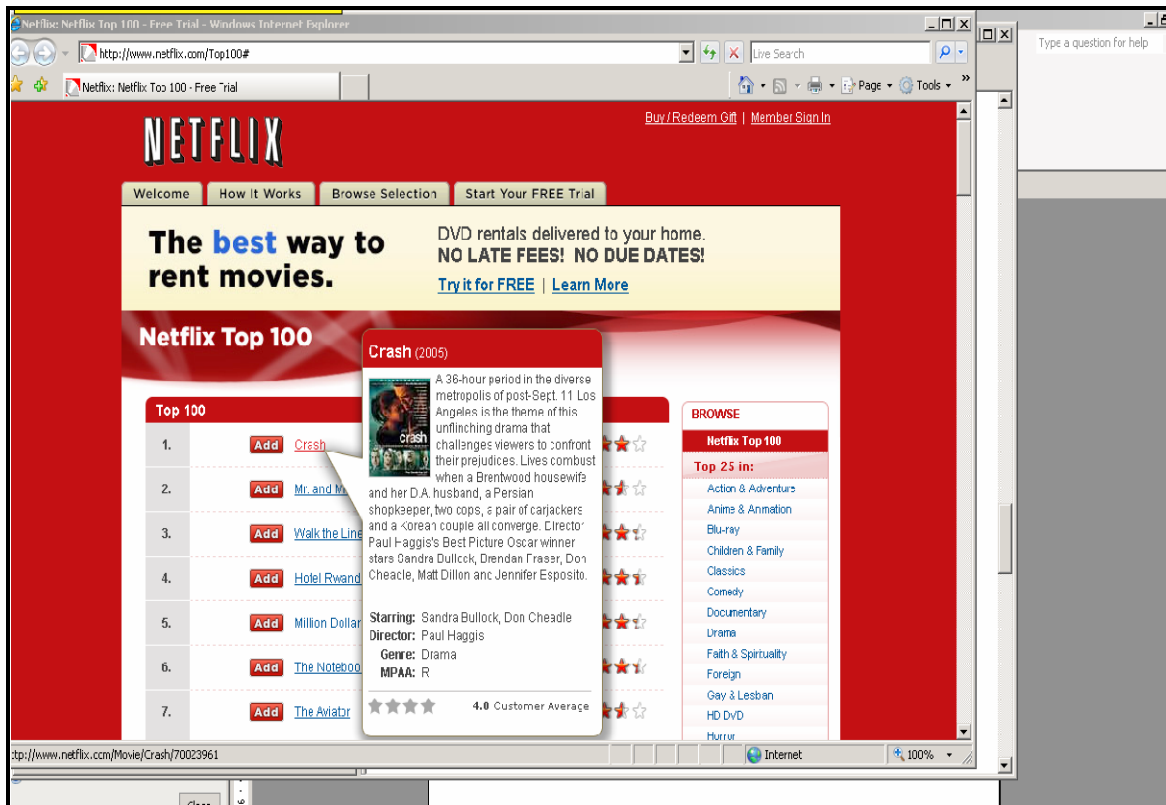 Netflix: Netflix Top 100 - Free Trial - Windows Internet Explorer
Type a question for help
http://www.netflix.com/Top100#
Live Search
Netflix: Netflix Top 100 - Free Trial
Page
Tools
Buy / Redeem Gift | Member Sign In
NETFLIX
Welcome
How It Works
Browse Selection
Start Your FREE Trial
The best way to
rent movies.
DVD rentals delivered to your home.
NO LATE FEES! NO DUE DATES!
Try it for FREE | Learn More
Netflix Top 100
Crash (2005)
A 36-hour period in the diverse
metropolis of post-Sept. 11 Los
Angeles is the theme of this
unflinching drama that
challenges viewers to confront
their prejudices. Lives combust
when a Brentwood housewife
and her D.A. husband, a Persian
shopkeeper, two cops, a pair of carjackers
and a Korean couple all converge. Director
Paul Haggis's Best Picture Oscar winner
stars Sandra Bullock, Brendan Fraser, Don
Cheadle, Matt Dillon and Jennifer Esposito.
crash
Starring: Sandra Bullock, Don Cheadle
Director: Paul Haggis
Genre: Drama
MPAA: R
4.0 Customer Average
Top 100
1. Add Crash
2. Add Mr. and M
3. Add Walk the Line
4. Add Hotel Rwand
5. Add Million Dollar
6. Add The Noteboo
7. Add The Aviator
BROWSE
Netflix Top 100
Top 25 in:
Action & Adventure
Anime & Animation
Blu-ray
Children & Family
Classics
Comedy
Documentary
Drama
Faith & Spirituality
Foreign
Gay & Lesbian
HD DVD
Horror
ttp://www.netflix.com/Movie/Crash/70023961
Internet
100%
Close